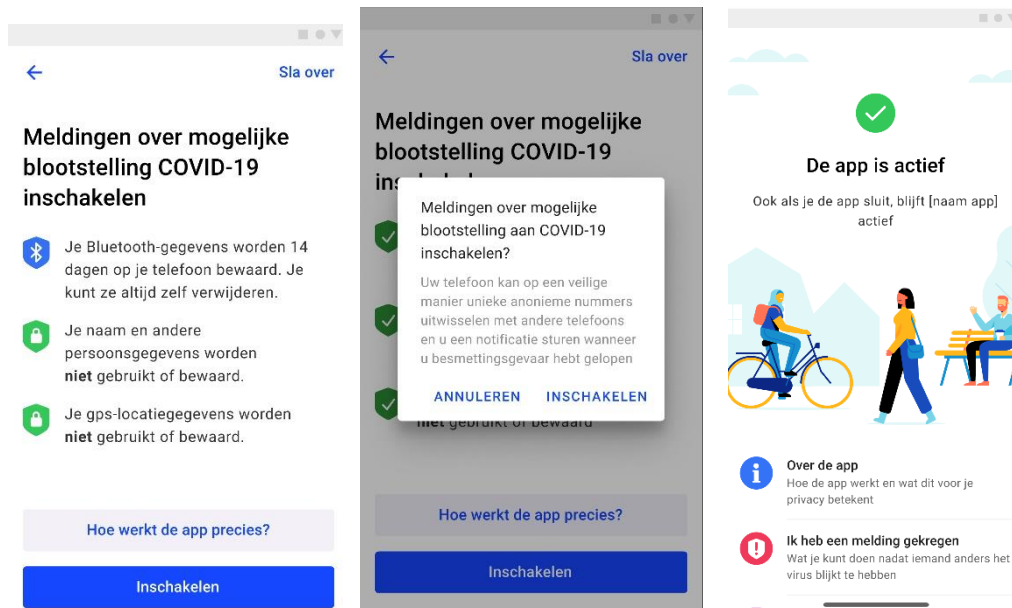 Sla over
Meldingen over mogelijke
blootstelling COVID-19
inschakelen
Je Bluetooth-gegevens worden 14
dagen op je telefoon bewaard. Je
kunt ze altijd zelf verwijderen.
Je naam en andere
persoonsgegevens worden
niet gebruikt of bewaard.
Je gps-locatiegegevens worden
niet gebruikt of bewaard.
Hoe werkt de app precies?
Inschakelen
Sla over
Meldingen over mogelijke
blootstelling COVID-19
Meldingen over mogelijke
blootstelling aan COVID-19
inschakelen?
Uw telefoon kan op een veilige
manier unieke anonieme nummers
uitwisselen met andere telefoons
en u een notificatie sturen wanneer
u besmettingsgevaar hebt gelopen
ANNULEREN INSCHAKELEN
niet gebruikt of bewaard
Hoe werkt de app precies?
Inschakelen
De app is actief
Ook als je de app sluit, blijft [naam app]
actief
Over de app
Hoe de app werkt en wat dit voor je
privacy betekent
Ik heb een melding gekregen
Wat je kunt doen nadat iemand anders het
virus blijkt te hebben